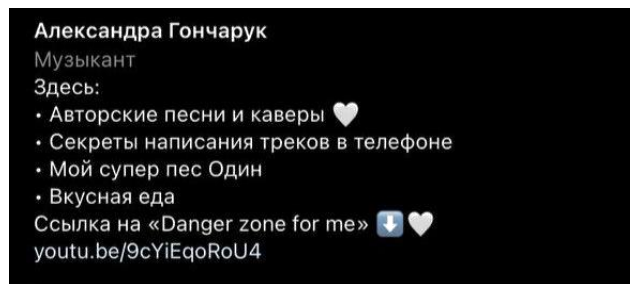 Александра Гончарук
Музыкант
Здесь:
• Авторские песни и каверы 🤍
• Секреты написания треков в телефоне
• Мой супер пес Один
• Вкусная еда
Ссылка на «Danger zone for me» ⬇️🤍
youtu.be/9cYiEqoRoU4